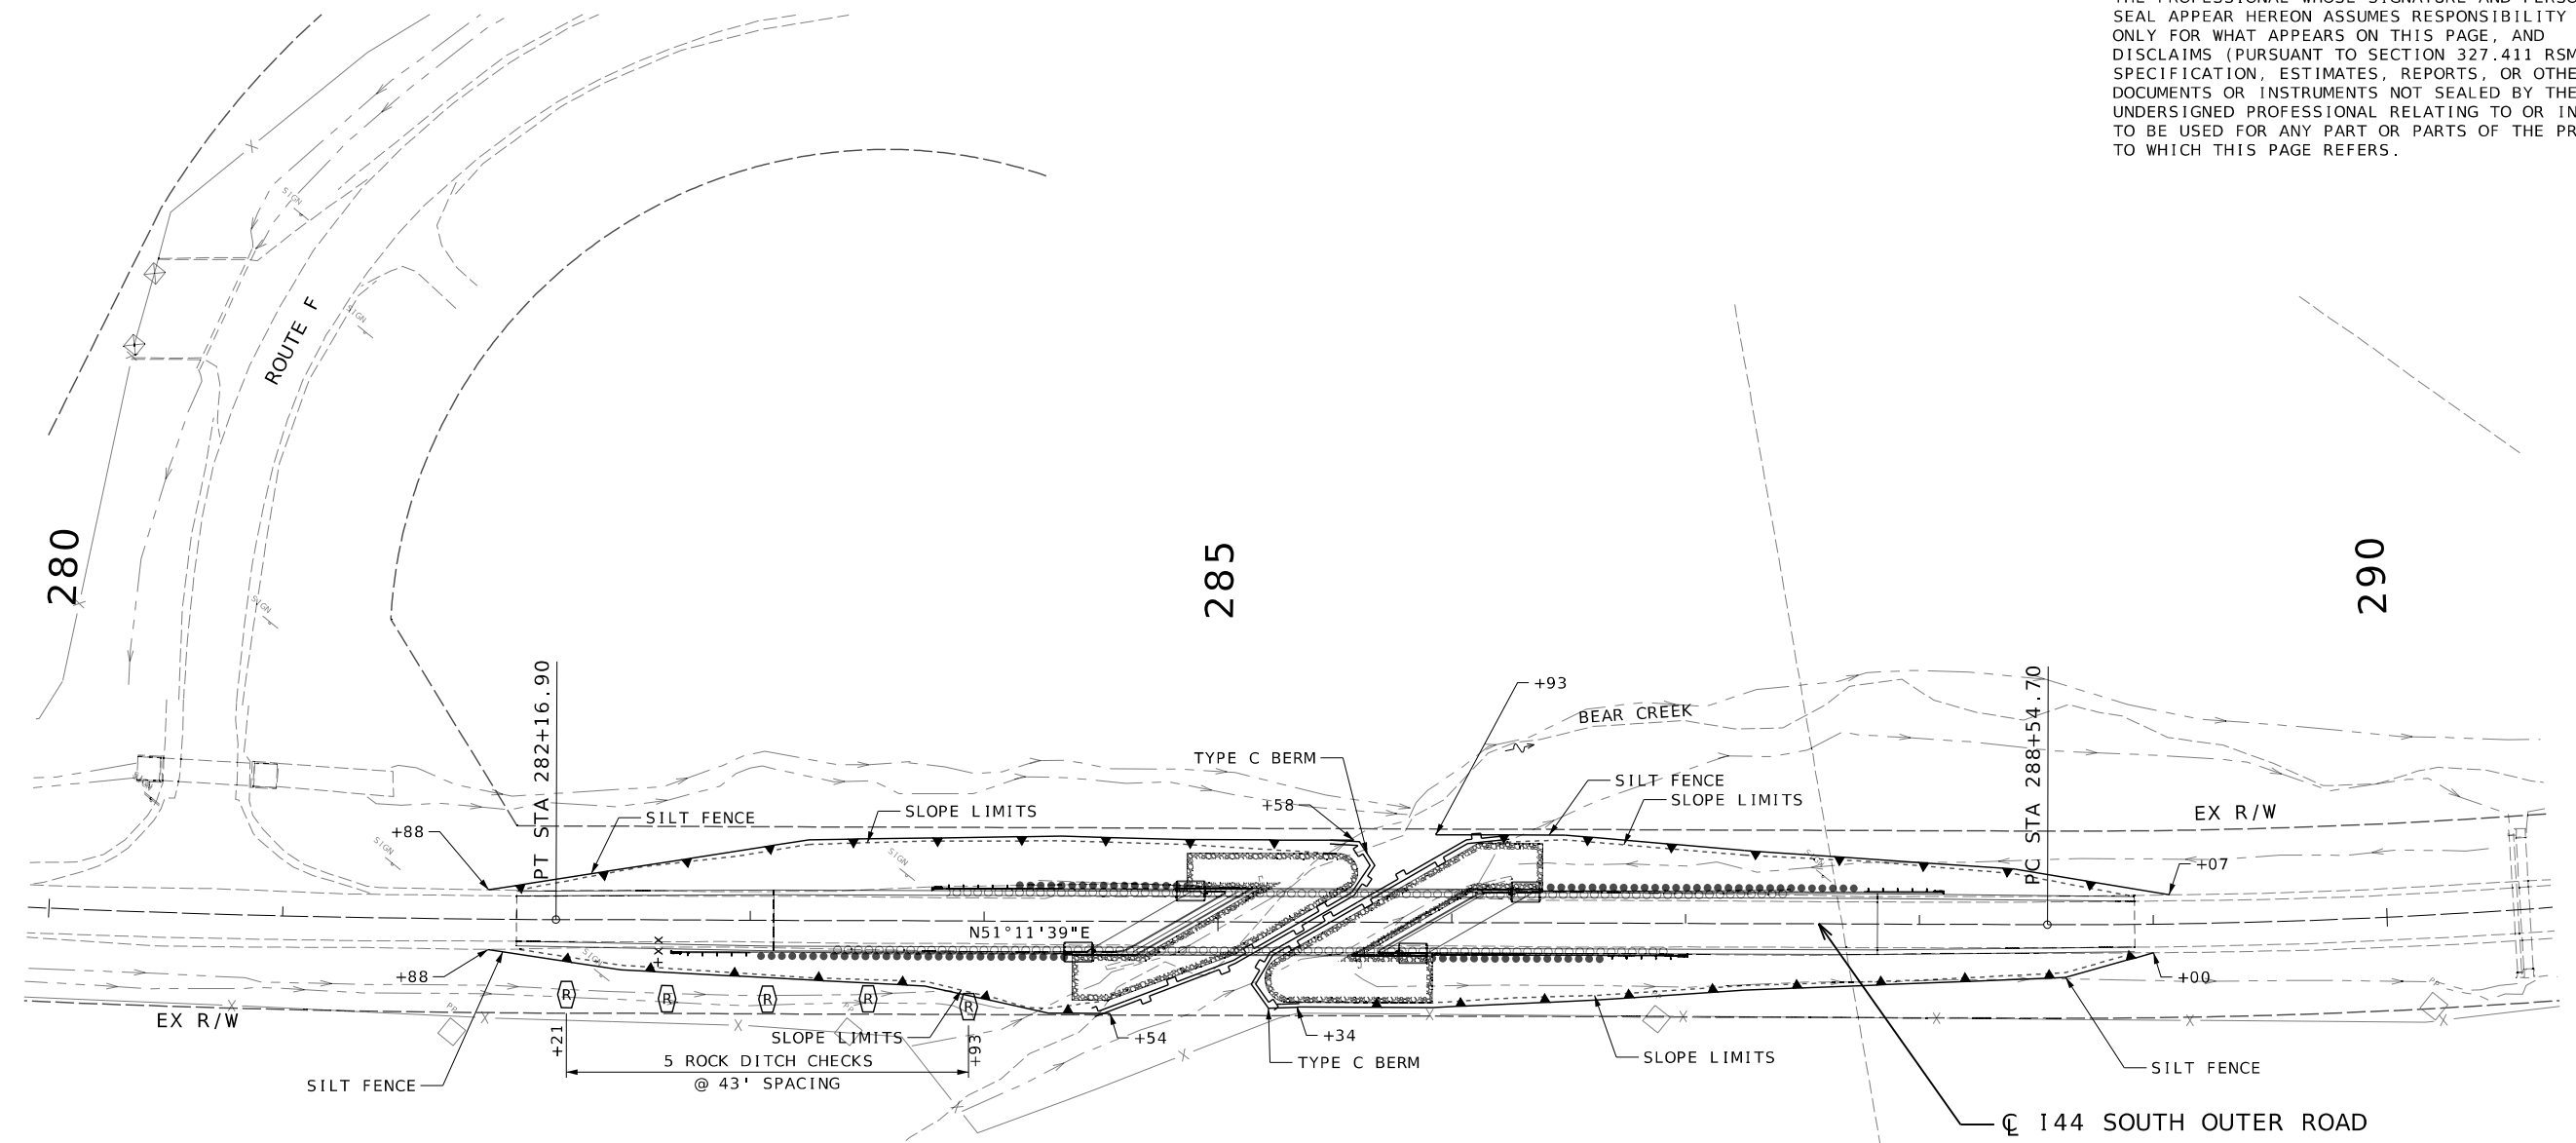 SEAL APPEAR HEREON ASSUMES RESPONSIBILITY
ONLY FOR WHAT APPEARS ON THIS PAGE, AND
DISCLAIMS (PURSUANT TO SECTION 327.411 RSM
SPECIFICATION, ESTIMATES, REPORTS, OR OTHE
DOCUMENTS OR INSTRUMENTS NOT SEALED BY THE
UNDERSIGNED PROFESSIONAL RELATING TO OR IN
TO BE USED FOR ANY PART OR PARTS OF THE PR
TO WHICH THIS PAGE REFERS.
SIGN
ROUTE F
SIGN
280
285
290
SIGN
PT STA 282+16.90
PC STA 288+54.70
+93
BEAR CREEK
TYPE C BERM
SILT FENCE
SLOPE LIMITS
+58
SLOPE LIMITS
SILT FENCE
EX R/W
+88
SIGN
SIGN
+07
N51°11'39"E
SIGN
+88
+00
R
R
R
R
R
EX R/W
+21
SLOPE LIMITS
+93
+54
+34
5 ROCK DITCH CHECKS
@ 43' SPACING
TYPE C BERM
SLOPE LIMITS
SILT FENCE
SILT FENCE
℄ I44 SOUTH OUTER ROAD